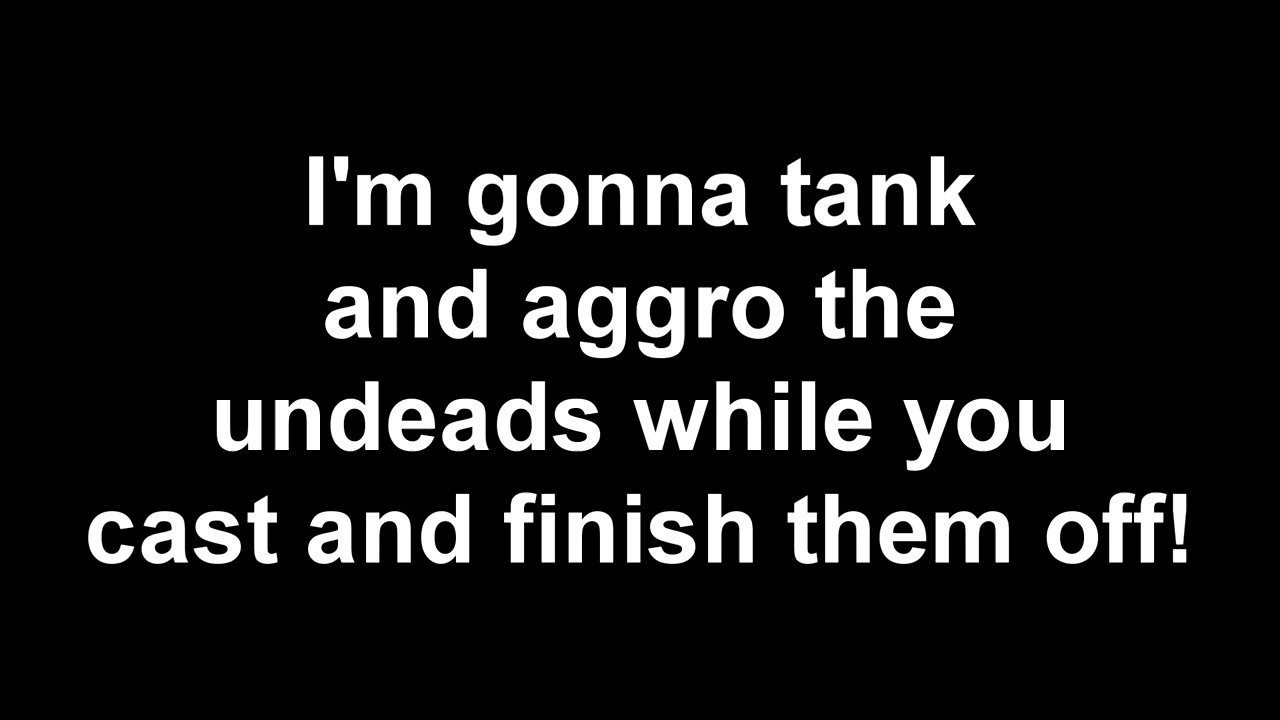 I'm gonna tank
and aggro the
undeads while you
cast and finish them off!